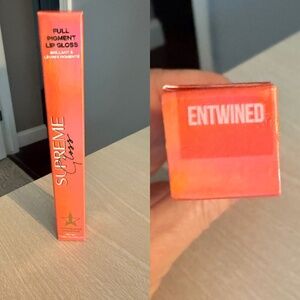 FULL
PIGMENT
LIP GLOSS
BRILLANT À
LÈVRES PIGMENTÉ
SUPREME
Gloss
ENTWINED